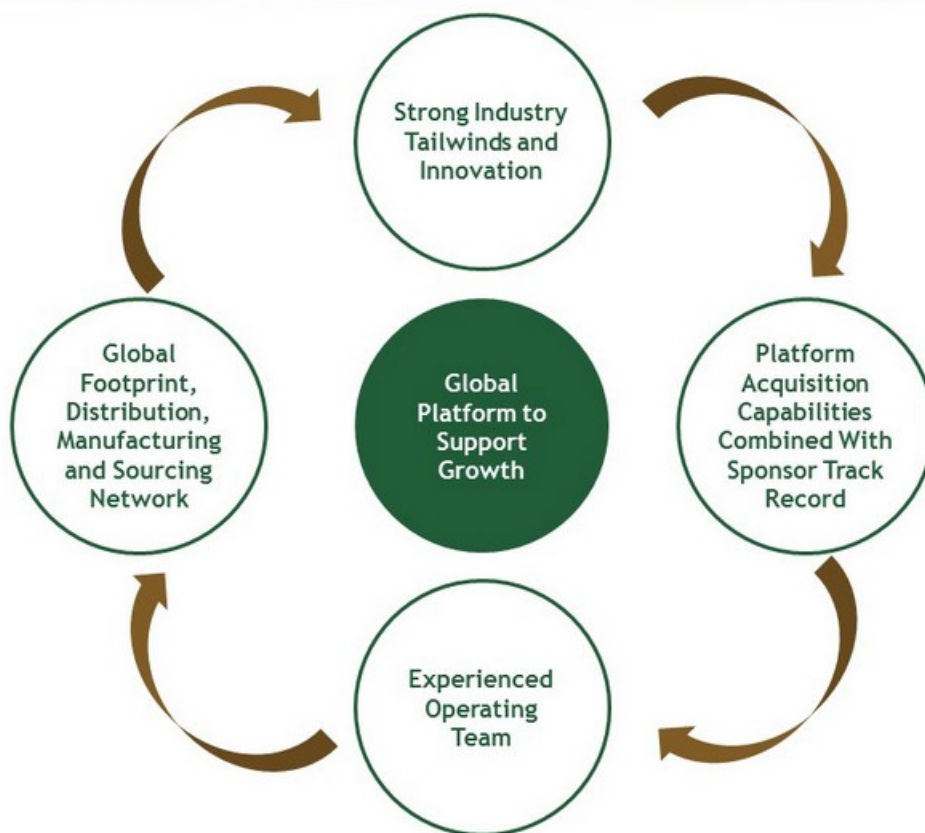 Strong Industry
Tailwinds and
Innovation
Global
Footprint,
Distribution,
Manufacturing
and Sourcing
Network
Global
Platform to
Support
Growth
Platform
Acquisition
Capabilities
Combined With
Sponsor Track
Record
Experienced
Operating
Team